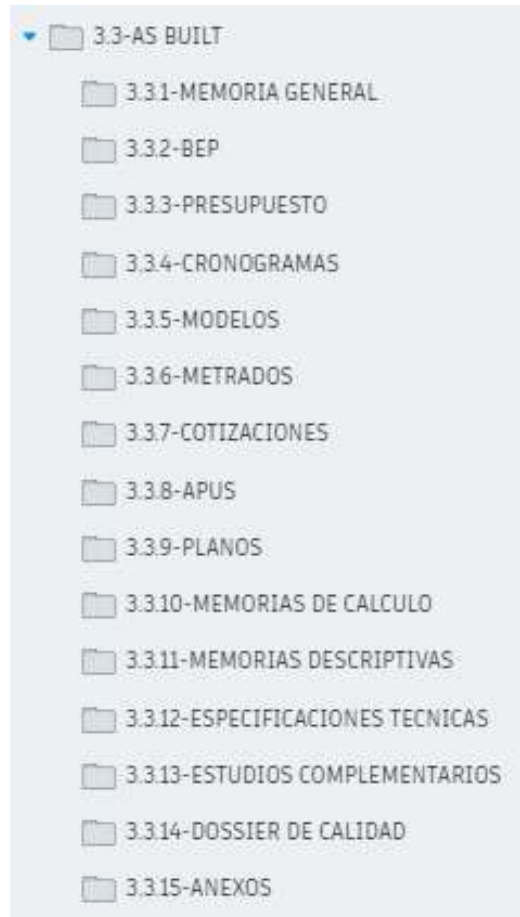 3.3-AS BUILT
3.3.1-MEMORIA GENERAL
3.3.2-BEP
3.3.3-PRESUPUESTO
3.3.4-CRONOGRAMAS
3.3.5-MODELOS
3.3.6-METRADOS
3.3.7-COTIZACIONES
3.3.8-APUS
3.3.9-PLANOS
3.3.10-MEMORIAS DE CALCULO
3.3.11-MEMORIAS DESCRIPTIVAS
3.3.12-ESPECIFICACIONES TECNICAS
3.3.13-ESTUDIOS COMPLEMENTARIOS
3.3.14-DOSSIER DE CALIDAD
3.3.15-ANEXOS